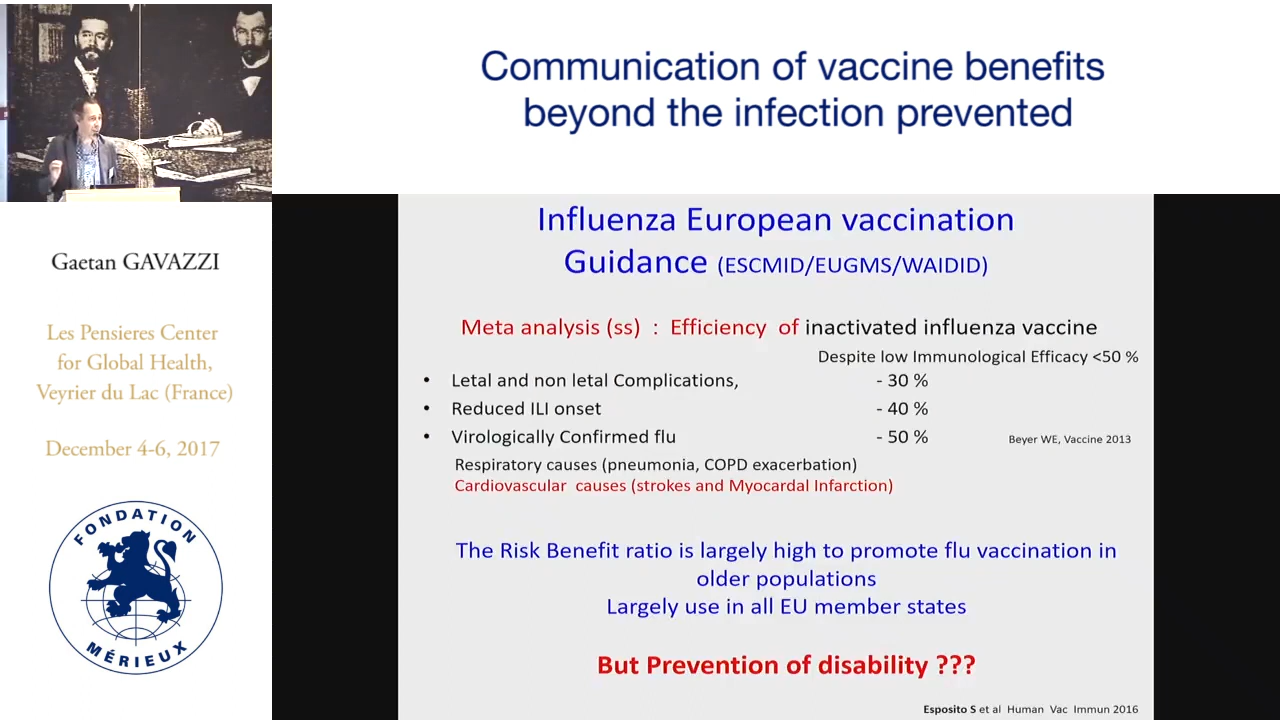 Communication of vaccine benefits
beyond the infection prevented
Gaetan GAVAZZI
Les Pensieres Center
for Global Health,
Veyrier du Lac (France)
December 4-6, 2017
FONDATION
MÉRIEUX
Influenza European vaccination
Guidance (ESCMID/EUGMS/WAIDID)
Meta analysis (ss) : Efficiency of inactivated influenza vaccine
Despite low Immunological Efficacy <50 %
• Letal and non letal Complications, - 30 %
• Reduced ILI onset - 40 %
• Virologically Confirmed flu - 50 % Beyer WE, Vaccine 2013
Respiratory causes (pneumonia, COPD exacerbation)
Cardiovascular causes (strokes and Myocardal Infarction)
The Risk Benefit ratio is largely high to promote flu vaccination in
older populations
Largely use in all EU member states
But Prevention of disability ???
Esposito S et al Human Vac Immun 2016